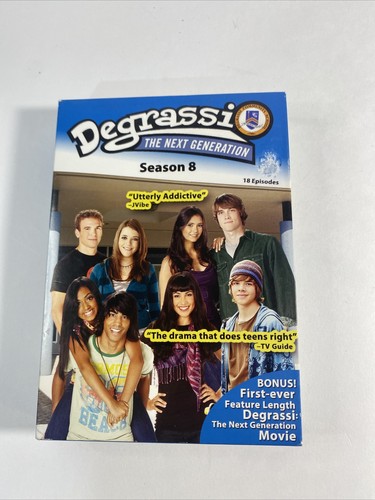 Degrassi
THE NEXT GENERATION
Season 8
18 Episodes
"Utterly Addictive"
–JVibe
"The drama that does teens right"
–TV Guide
BEACH
BONUS!
First-ever
Feature Length
Degrassi:
The Next Generation
Movie